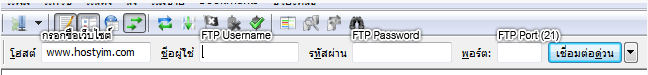 กรอกชื่อเว็บไซต์ FTP Username FTP Password FTP Port (21)
โฮสต์ www.hostyim.com ชื่อผู้ใช้ รหัสผ่าน พอร์ต: เชื่อมต่อด่วน